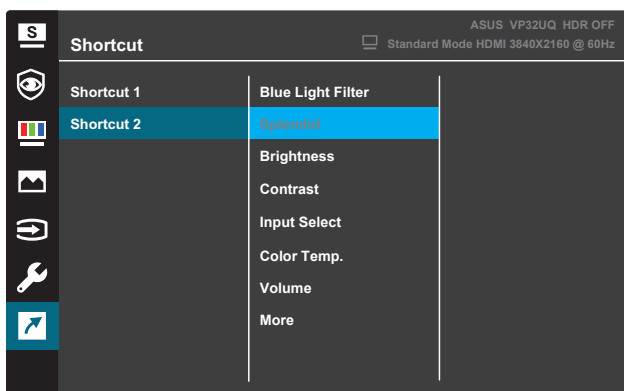 S
ASUS VP32UQ HDR OFF
Shortcut
Standard Mode HDMI 3840X2160 @ 60Hz
Shortcut 1
Blue Light Filter
Shortcut 2
Splendid
Brightness
Contrast
Input Select
Color Temp.
Volume
More